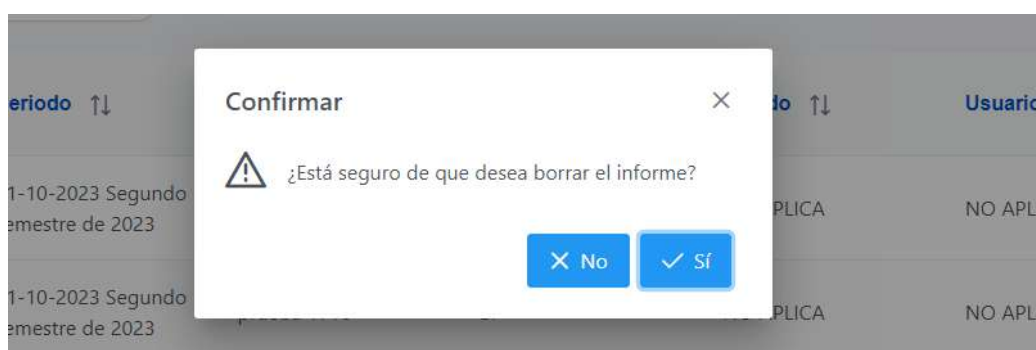 eriodo
Confirmar
do
Usuario
¿Está seguro de que desea borrar el informe?
1-10-2023 Segundo
emestre de 2023
PLICA
NO APL
No
Sí
1-10-2023 Segundo
emestre de 2023
PLICA
NO APL